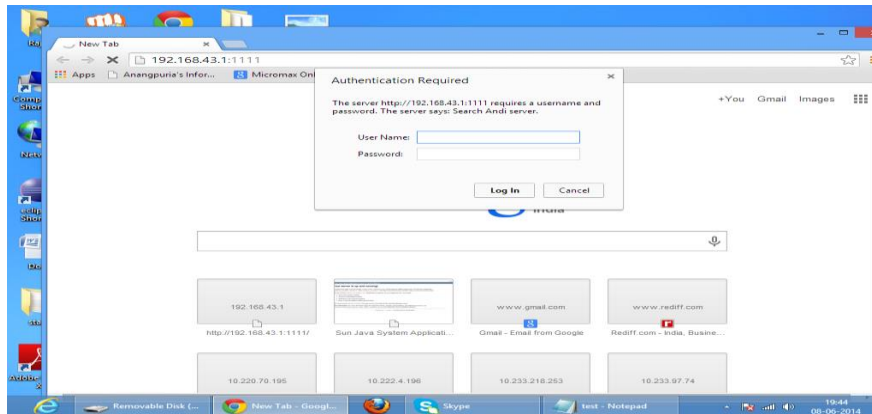 New Tab
192.168.43.1:1111
Apps
Anangpuria's Infor...
Micromax Onl
Authentication Required
The server http://192.168.43.1:1111 requires a username and
password. The server says: Search Andi server.
User Name:
Password:
Log In
Cancel
+You
Gmail
Images
India
192.168.43.1
www.gmail.com
www.rediff.com
http://192.168.43.1:1111/
Sun Java System Applicati...
Gmail - Email from Google
Rediff.com - India, Busine...
10.220.70.195
10.222.4.196
10.233.218.253
10.233.97.74
Removable Disk (...
New Tab - Googl...
Skype
test - Notepad
19:44
08-06-2014